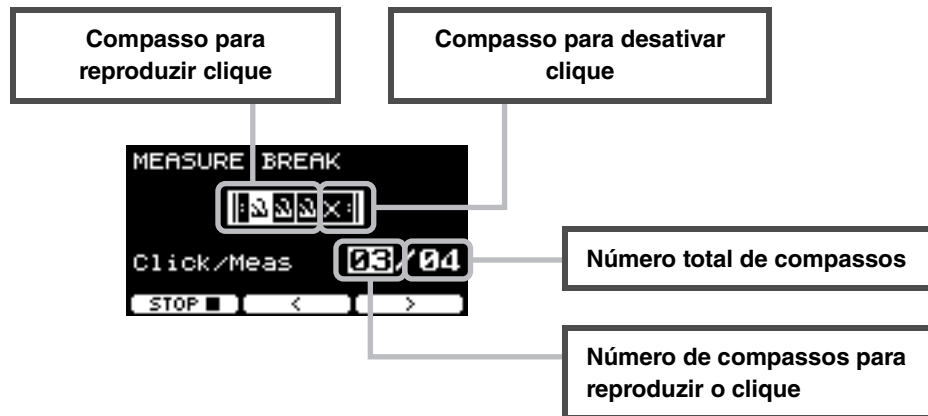 Compasso para
reproduzir clique
Compasso para desativar
clique
MEASURE BREAK
Click/Meas 03/04
STOP ■ < >
Número total de compassos
Número de compassos para
reproduzir o clique